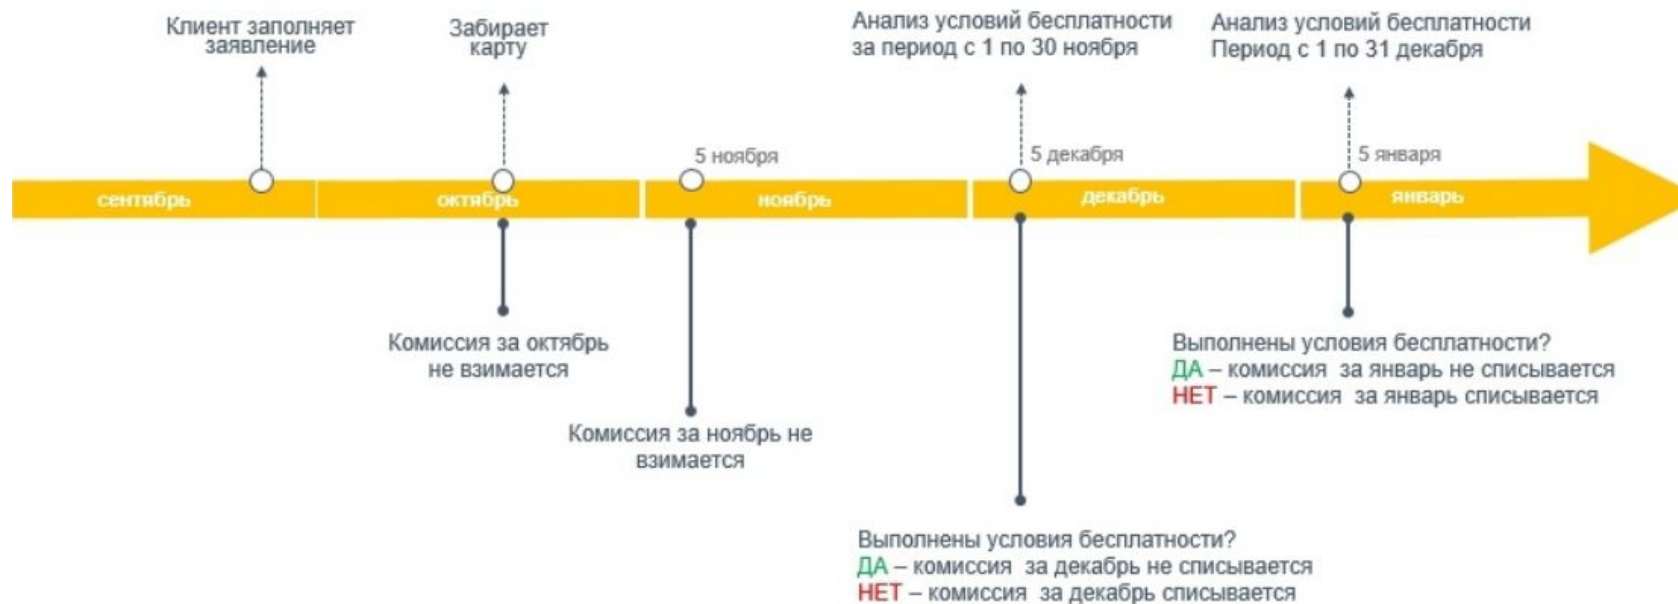 Клиент заполняет
заявление
Забирает
карту
Анализ условий бесплатности
за период с 1 по 30 ноября
Анализ условий бесплатности
Период с 1 по 31 декабря
5 ноября
5 декабря
5 января
сентябрь
октябрь
ноябрь
декабрь
январь
Комиссия за октябрь
не взимается
Комиссия за ноябрь не
взимается
Выполнены условия бесплатности?
ДА – комиссия за январь не списывается
НЕТ – комиссия за январь списывается
Выполнены условия бесплатности?
ДА – комиссия за декабрь не списывается
НЕТ – комиссия за декабрь списывается